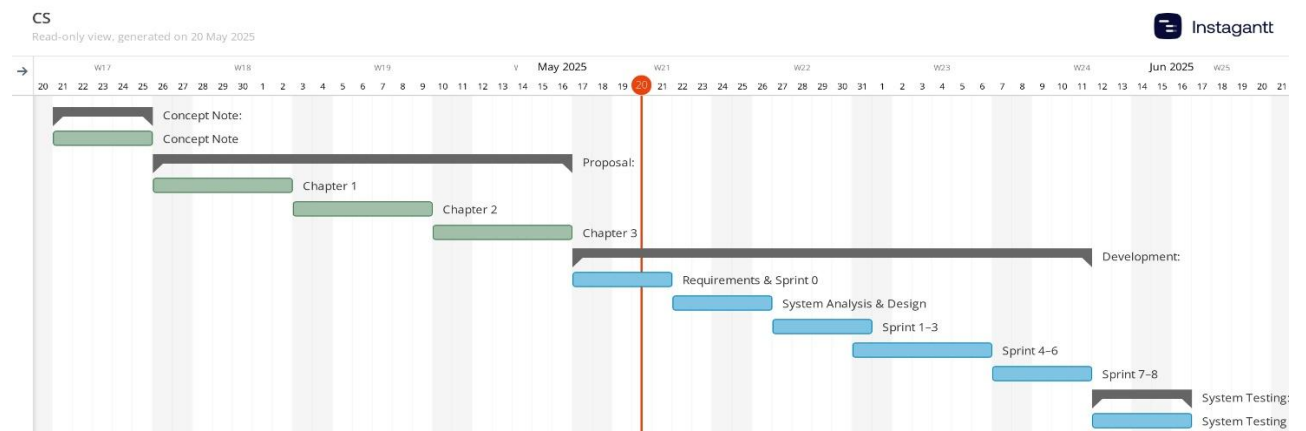 CS
Read-only view, generated on 20 May 2025
Instagantt
W17 W18 W19 V May 2025 W21 W22 W23 W24 Jun 2025 W25
20 21 22 23 24 25 26 27 28 29 30 1 2 3 4 5 6 7 8 9 10 11 12 13 14 15 16 17 18 19 20 21 22 23 24 25 26 27 28 29 30 31 1 2 3 4 5 6 7 8 9 10 11 12 13 14 15 16 17 18 19 20 21
Concept Note:
Concept Note
Proposal:
Chapter 1
Chapter 2
Chapter 3
Development:
Requirements & Sprint 0
System Analysis & Design
Sprint 1–3
Sprint 4–6
Sprint 7–8
System Testing:
System Testing